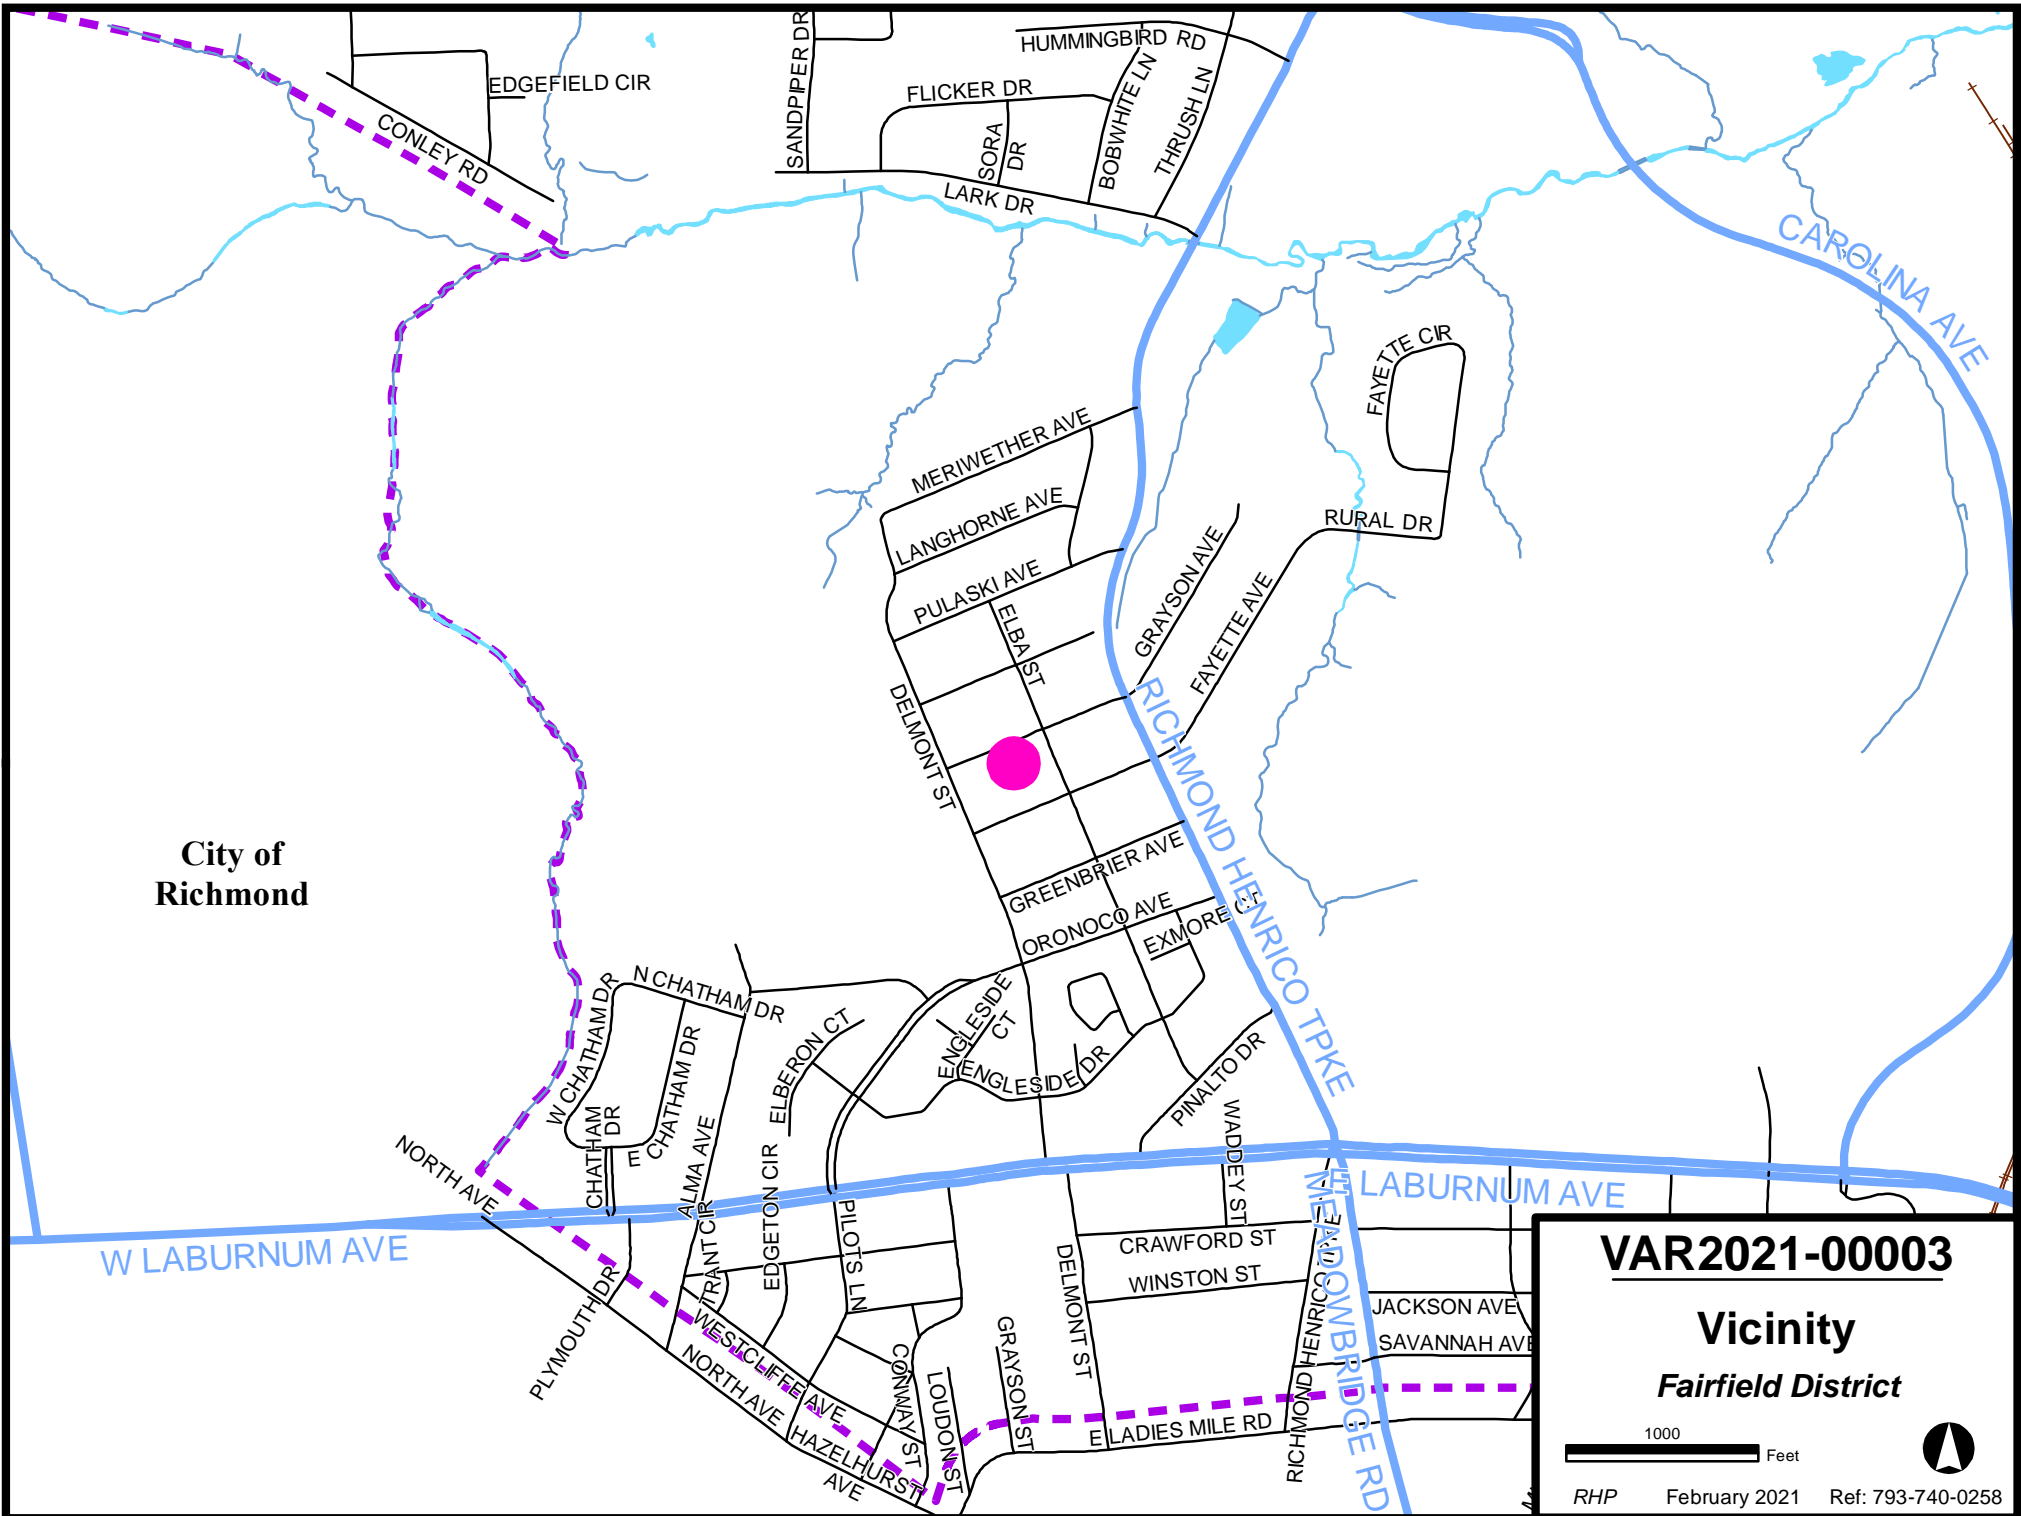 HUMMINGBIRD RD
SANDPIPER DR
EDGEFIELD CIR
FLICKER DR
BOBWHITE LN
THRUSH LN
CONLEY RD
SORA
DR
LARK DR
CAROLINA AVE
FAYETTE CIR
MERIWETHER AVE
LANGHORNE AVE
RURAL DR
PULASKI AVE
GRAYSON AVE
FAYETTE AVE
ELBA ST
DELMONT ST
RICHMOND HENRICO TPKE
City of
Richmond
GREENBRIER AVE
ORONOCO AVE
EXMORE CT
N CHATHAM DR
W CHATHAM DR
ELBERON CT
ENGLESIDE
CT
ENGLESIDE DR
E CHATHAM DR
PINALTO DR
CHATHAM
DR
WADDEY ST
NORTH AVE
ALMA AVE
EDGETON CIR
E LABURNUM AVE
W LABURNUM AVE
TRANT CIR
PILOTS LN
CRAWFORD ST
WINSTON ST
DELMONT ST
MEADOWBRIDGE RD
RICHMOND HENRICO
PLYMOUTH DR
WESTCLIFFE AVE
NORTH AVE
JACKSON AVE
SAVANNAH AVE
CONWAY ST
LOUDON ST
GRAYSON ST
E LADIES MILE RD
HAZELHURST
AVE
VAR2021-00003
Vicinity
Fairfield District
1000
Feet
RHP February 2021 Ref: 793-740-0258